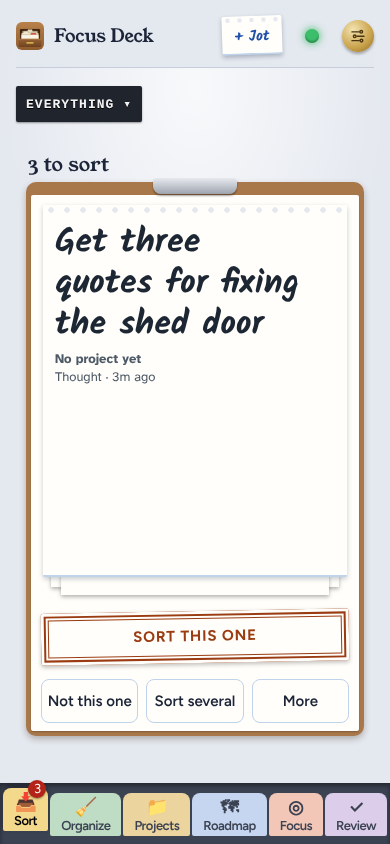 Focus Deck
+ Jot
EVERYTHING ▾
3 to sort
Get three
quotes for fixing
the shed door
No project yet
Thought · 3m ago
SORT THIS ONE
Not this one
Sort several
More
3
Sort
Organize
Projects
Roadmap
Focus
Review